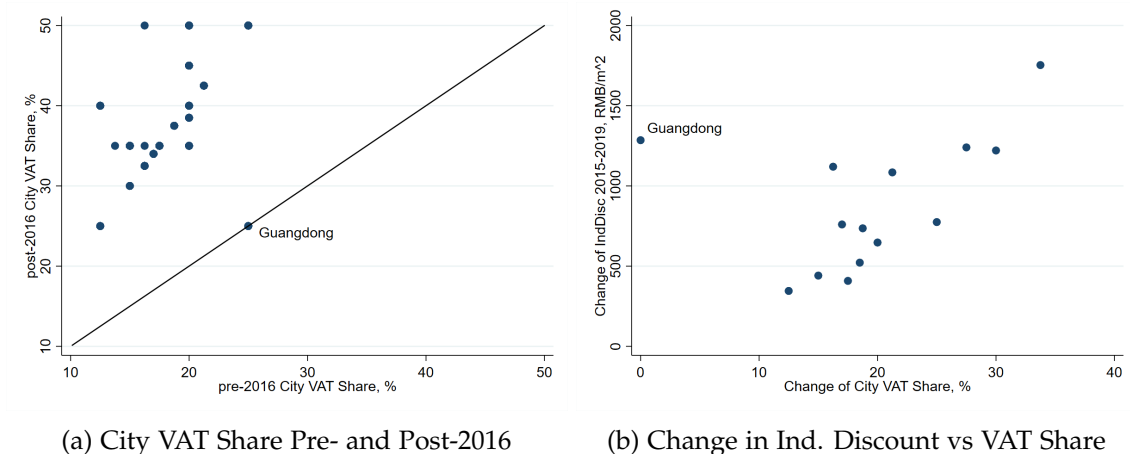 post-2016 City VAT Share, %
50
40
30
20
10
Guangdong
10 20 30 40 50
pre-2016 City VAT Share, %
(a) City VAT Share Pre- and Post-2016
Change of IndDisc 2015-2019, RMB/m^2
2000
1500
1000
500
0
Guangdong
0 10 20 30 40
Change of City VAT Share, %
(b) Change in Ind. Discount vs VAT Share